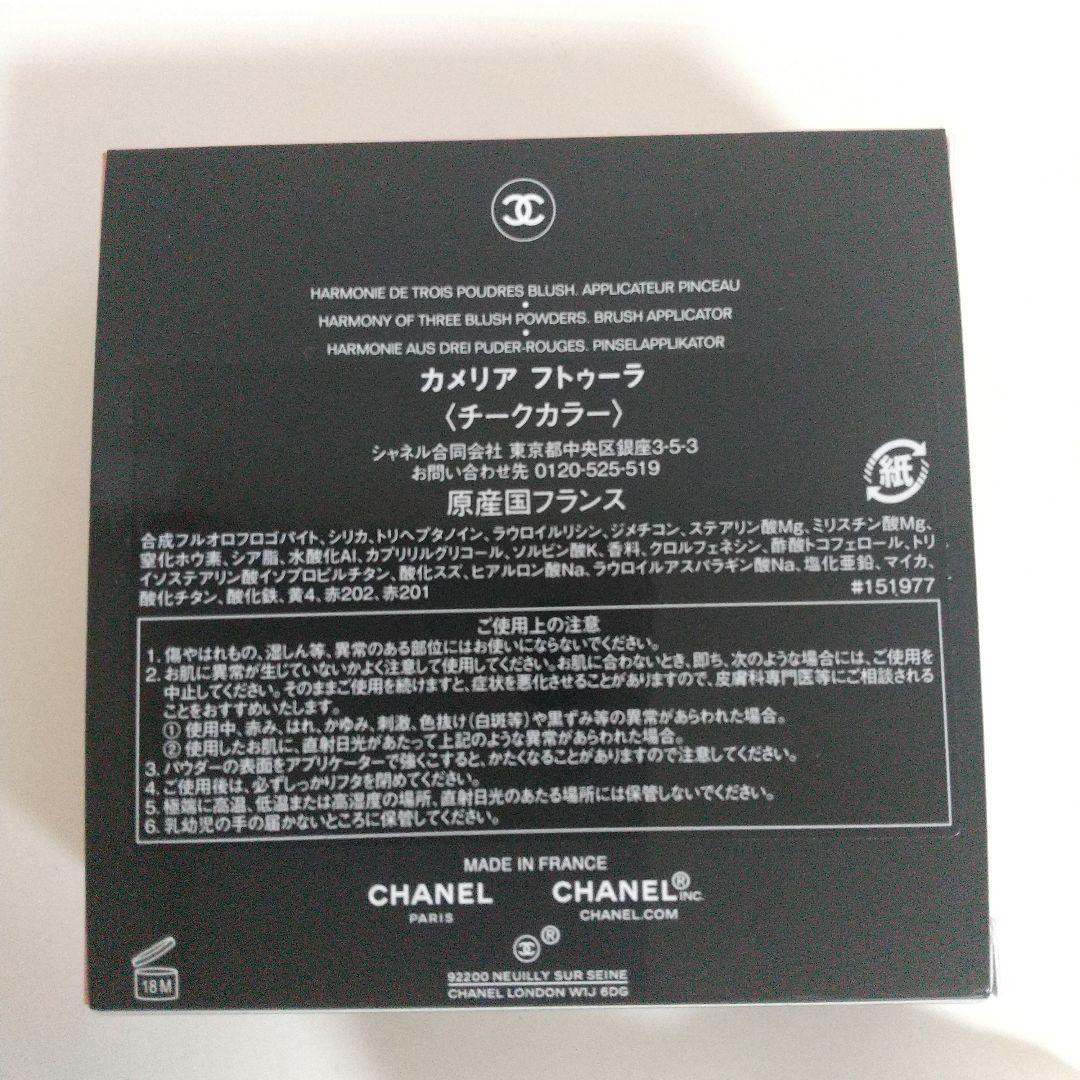 HARMONIE DE TROIS POUDRES BLUSH. APPLICATEUR PINCEAU
•
HARMONY OF THREE BLUSH POWDERS. BRUSH APPLICATOR
•
HARMONIE AUS DREI PUDER-ROUGES. PINSELAPPLIKATOR
カメリア フトゥーラ
〈チークカラー〉
シャネル合同会社 東京都中央区銀座3-5-3
お問い合わせ先 0120-525-519
原産国フランス
紙
合成フルオロフロゴパイト、シリカ、トリヘプタノイン、ラウロイルリシン、ジメチコン、ステアリン酸Mg、ミリスチン酸Mg、
窒化ホウ素、シア脂、水酸化Al、カプリリルグリコール、ソルビン酸K、香料、クロルフェネシン、酢酸トコフェロール、トリ
イソステアリン酸イソプロピルチタン、酸化スズ、ヒアルロン酸Na、ラウロイルアスパラギン酸Na、塩化亜鉛、マイカ、
酸化チタン、酸化鉄、黄4、赤202、赤201 #151977
ご使用上の注意
1. 傷やはれもの、湿しん等、異常のある部位にはお使いにならないでください。
2. お肌に異常が生じていないかよく注意して使用してください。お肌に合わないとき、即ち、次のような場合には、ご使用を
中止してください。そのままご使用を続けますと、症状を悪化させることがありますので、皮膚科専門医等にご相談される
ことをおすすめいたします。
① 使用中、赤み、はれ、かゆみ、刺激、色抜け(白斑等)や黒ずみ等の異常があらわれた場合。
② 使用したお肌に、直射日光があたって上記のような異常があらわれた場合。
3. パウダーの表面をアプリケーターで強くこすると、かたくなることがありますので注意してください。
4. ご使用後は、必ずしっかりフタを閉めてください。
5. 極端に高温、低温または高湿度の場所、直射日光のあたる場所には保管しないでください。
6. 乳幼児の手の届かないところに保管してください。
MADE IN FRANCE
CHANEL CHANEL® INC.
PARIS CHANEL.COM
®
18 M
92200 NEUILLY SUR SEINE
CHANEL LONDON W1J 6DG